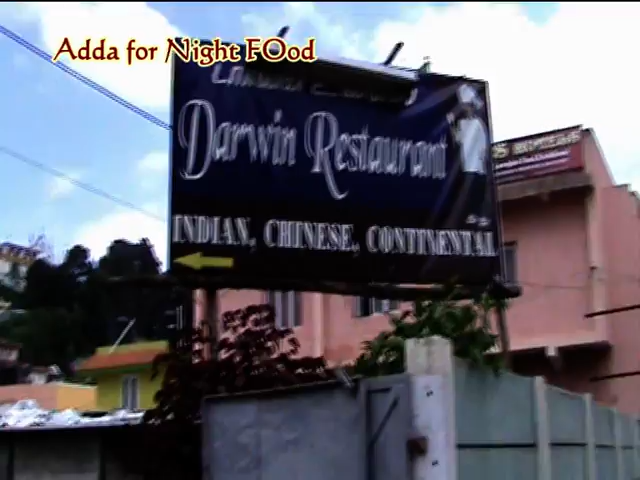 Adda for Night FOod
Darwin Restaurant
INDIAN, CHINESE, CONTINENTAL